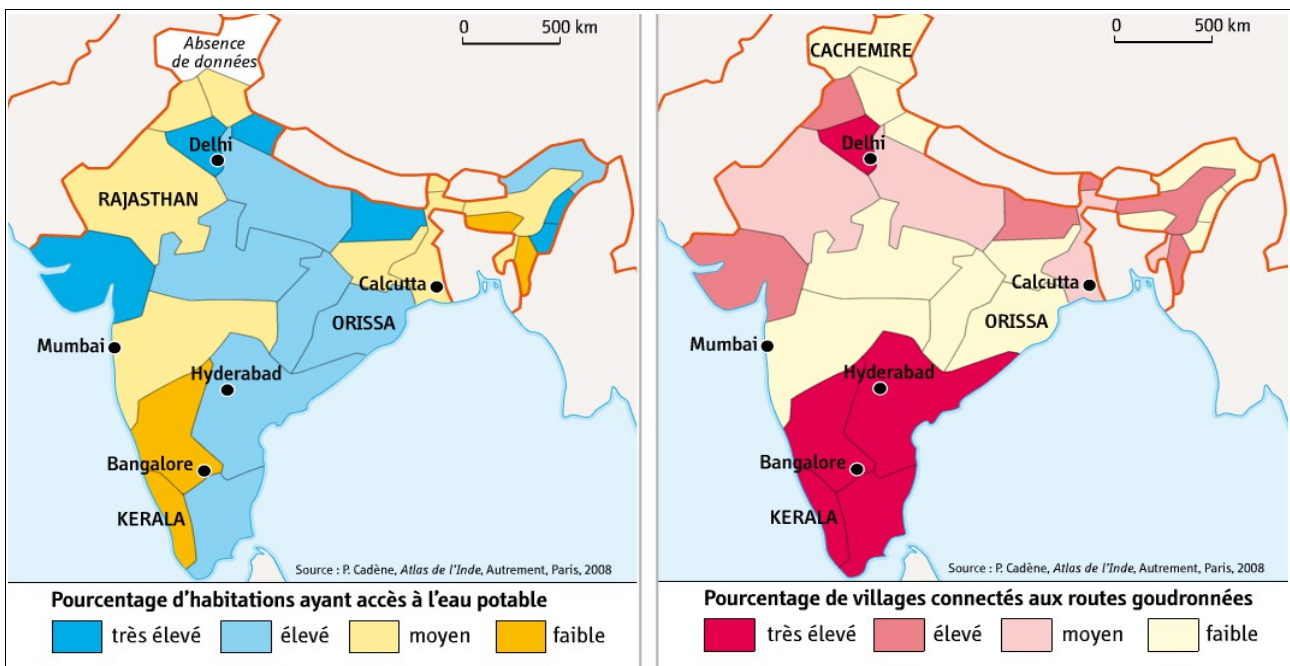 Absence
de données
0 500 km
Delhi
RAJASTHAN
Calcutta
ORISSA
Mumbai
Hyderabad
Bangalore
KERALA
Source : P. Cadène, Atlas de l'Inde, Autrement, Paris, 2008
Pourcentage d'habitations ayant accès à l'eau potable
très élevé élevé moyen faible
0 500 km
CACHEMIRE
Delhi
Calcutta
ORISSA
Mumbai
Hyderabad
Bangalore
KERALA
Source : P. Cadène, Atlas de l'Inde, Autrement, Paris, 2008
Pourcentage de villages connectés aux routes goudronnées
très élevé élevé moyen faible